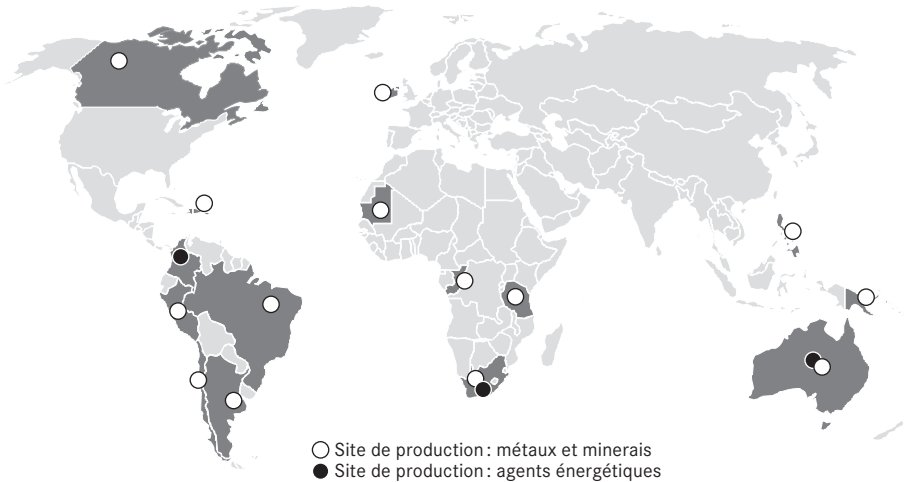 Site de production : métaux et minerais
Site de production : agents énergétiques